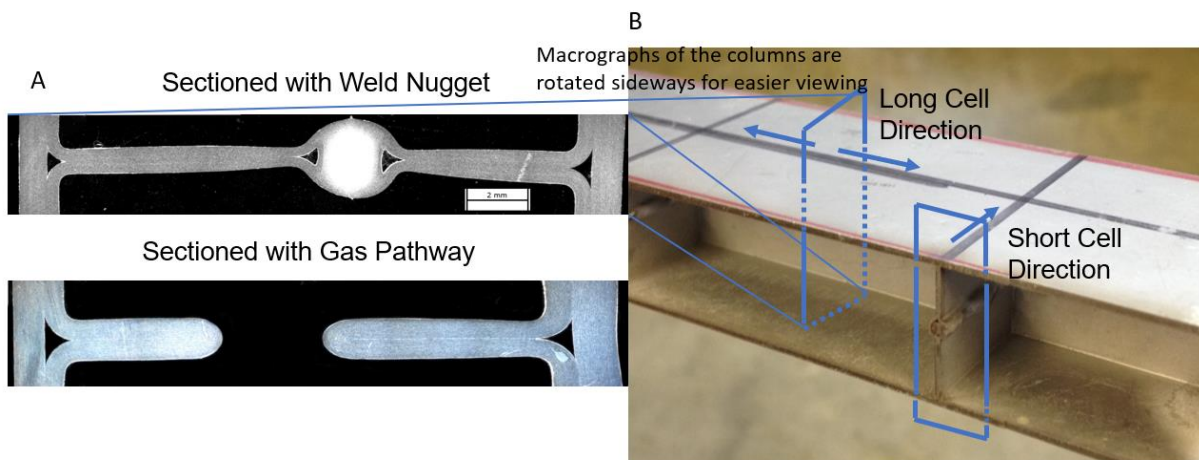 A
Sectioned with Weld Nugget
2 mm
Sectioned with Gas Pathway
B
Macrographs of the columns are
rotated sideways for easier viewing
Long Cell
Direction
Short Cell
Direction